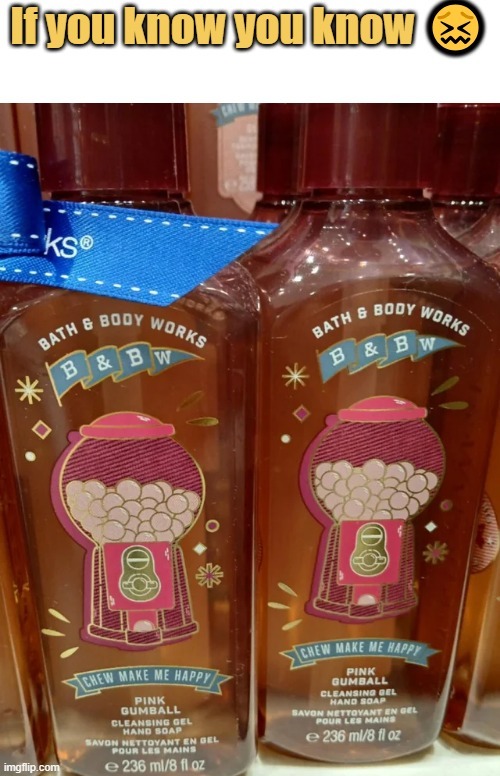 If you know you know 😖
ks®
BATH & BODY WORKS
B & B W
CHEW MAKE ME HAPPY
PINK
GUMBALL
CLEANSING GEL
HAND SOAP
SAVON NETTOYANT EN GEL
POUR LES MAINS
e 236 ml/8 fl oz
BATH & BODY WORKS
B & B W
CHEW MAKE ME HAPPY
PINK
GUMBALL
CLEANSING GEL
HAND SOAP
SAVON NETTOYANT EN GEL
POUR LES MAINS
e 236 ml/8 fl oz
imgflip.com